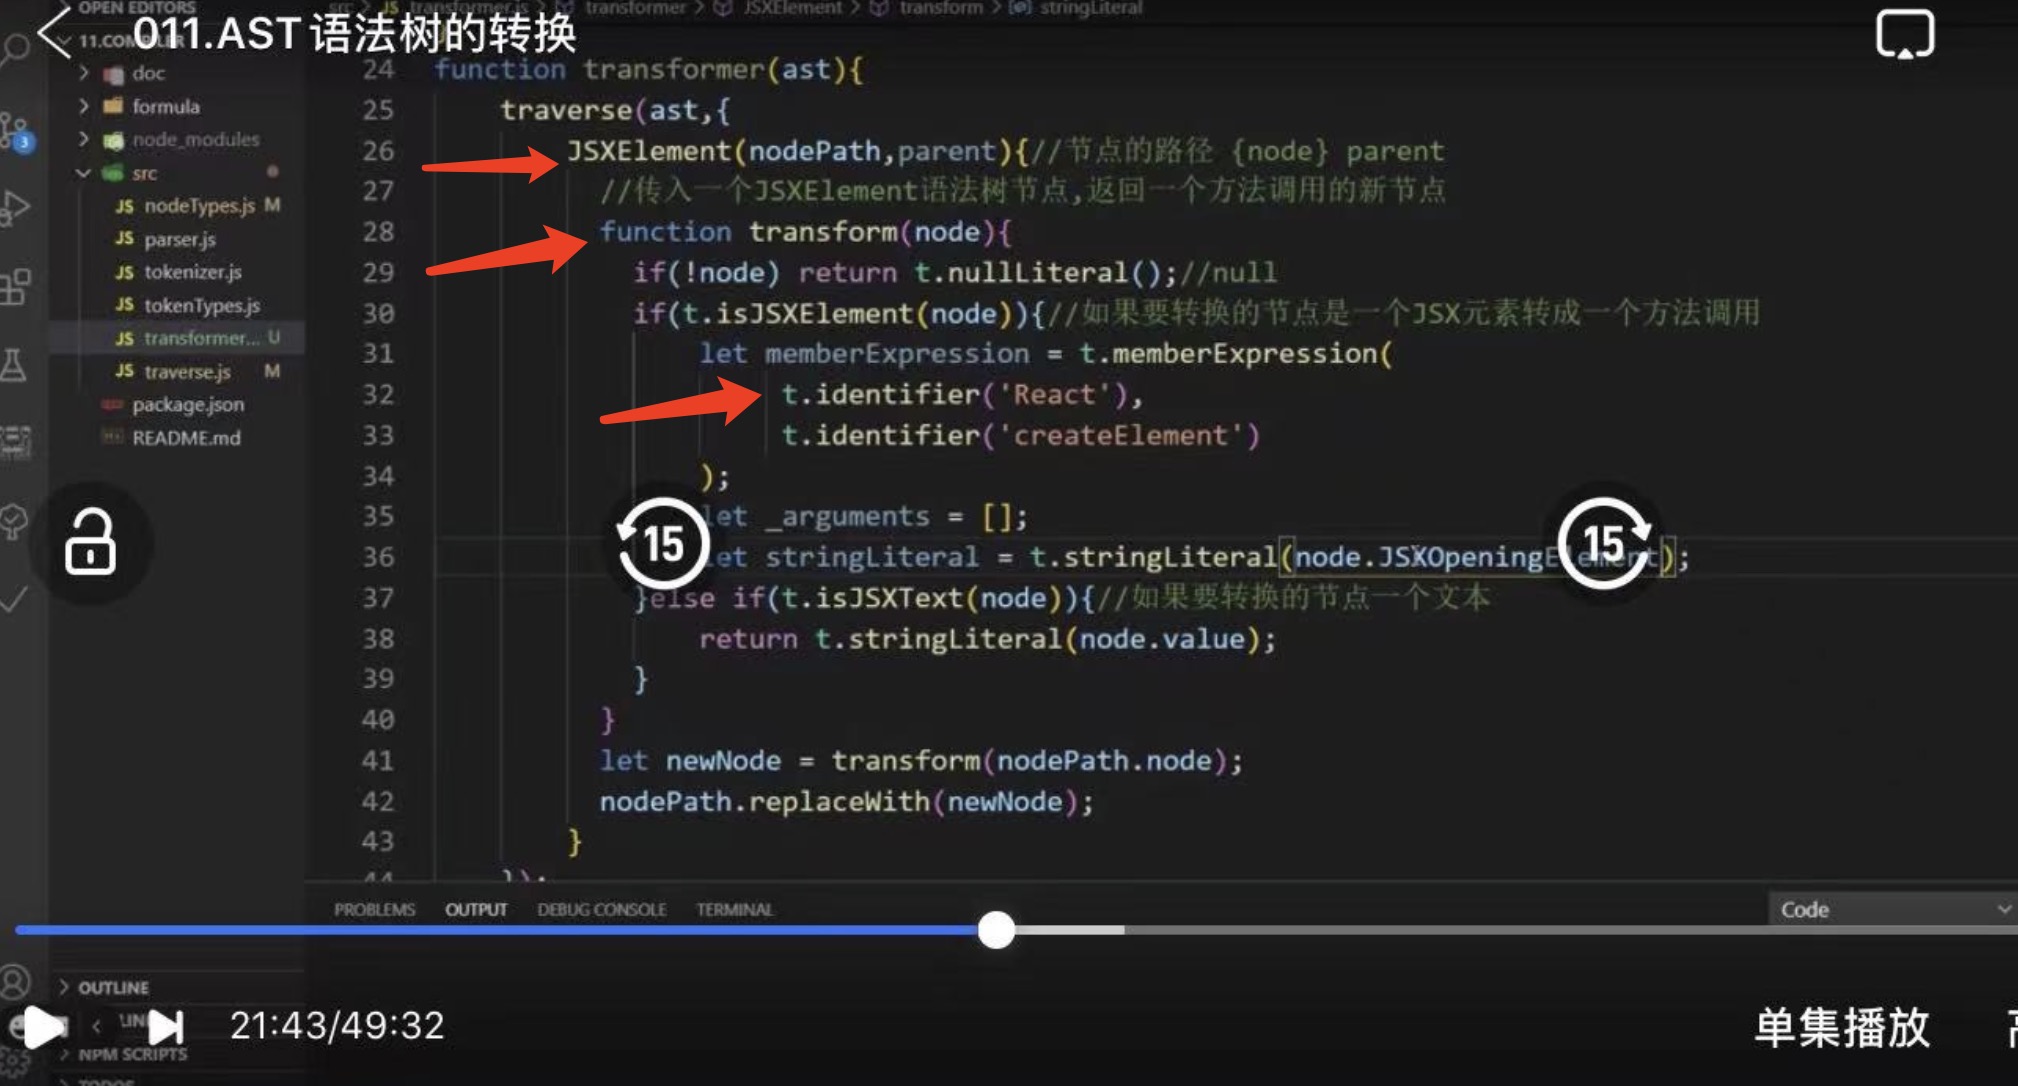 OPEN EDITORS
src > JS transformer.js > transformer > JSXElement > transform > stringLiteral
011.AST语法树的转换
doc
formula
node_modules
src
JS nodeTypes.js M
JS parser.js
JS tokenizer.js
JS tokenTypes.js
JS transformer... U
JS traverse.js M
package.json
README.md
3
24 function transformer(ast){
25 traverse(ast,{
26 JSXElement(nodePath,parent){//节点的路径 {node} parent
27 //传入一个JSXElement语法树节点,返回一个方法调用的新节点
28 function transform(node){
29 if(!node) return t.nullLiteral();//null
30 if(t.isJSXElement(node)){//如果要转换的节点是一个JSX元素转成一个方法调用
31 let memberExpression = t.memberExpression(
32 t.identifier('React'),
33 t.identifier('createElement')
34 );
35 let _arguments = [];
36 let stringLiteral = t.stringLiteral(node.JSXOpeningElement);
37 }else if(t.isJSXText(node)){//如果要转换的节点一个文本
38 return t.stringLiteral(node.value);
39 }
40 }
41 let newNode = transform(nodePath.node);
42 nodePath.replaceWith(newNode);
43 }
44 });
15
15
PROBLEMS OUTPUT DEBUG CONSOLE TERMINAL
Code
OUTLINE
NPM SCRIPTS
21:43/49:32
单集播放